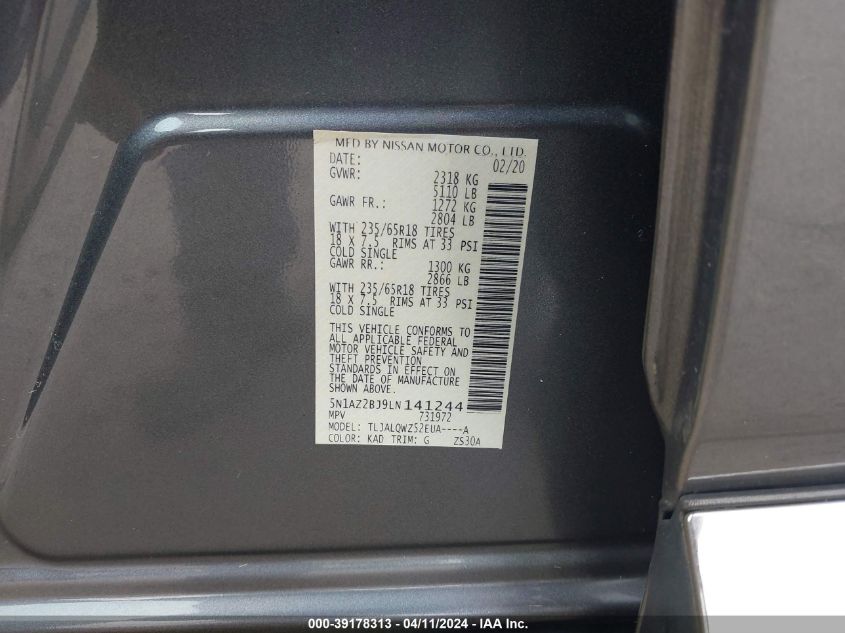 MFD BY NISSAN MOTOR CO., LTD.
DATE: 02/20
GVWR: 2318 KG
5110 LB
GAWR FR.: 1272 KG
2804 LB
WITH 235/65R18 TIRES
18 X 7.5 RIMS AT 33 PSI
COLD SINGLE
GAWR RR.: 1300 KG
2866 LB
WITH 235/65R18 TIRES
18 X 7.5 RIMS AT 33 PSI
COLD SINGLE
THIS VEHICLE CONFORMS TO
ALL APPLICABLE FEDERAL
MOTOR VEHICLE SAFETY AND
THEFT PREVENTION
STANDARDS IN EFFECT ON
THE DATE OF MANUFACTURE
SHOWN ABOVE.
5N1AZ2BJ9LN141244
MPV 731972
MODEL: TLJALQWZ52EUA----A
COLOR: KAD TRIM: G ZS30A
000-39178313 - 04/11/2024 - IAA Inc.